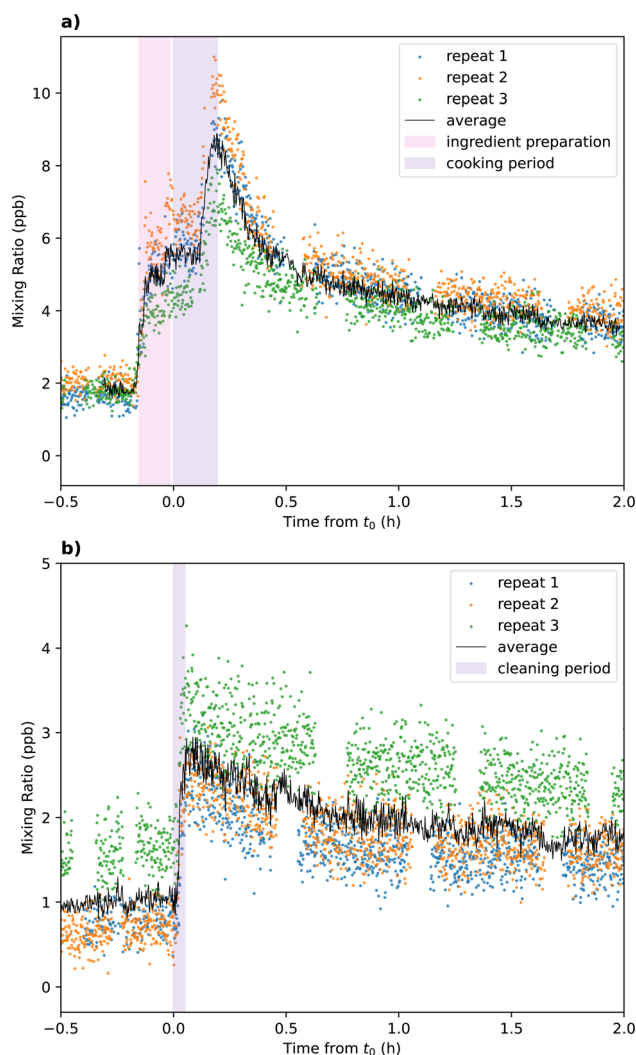 a)
repeat 1
repeat 2
repeat 3
average
ingredient preparation
cooking period
10
8
6
4
2
0
Mixing Ratio (ppb)
−0.5 0.0 0.5 1.0 1.5 2.0
Time from t₀ (h)
b)
repeat 1
repeat 2
repeat 3
average
cleaning period
5
4
3
2
1
0
Mixing Ratio (ppb)
−0.5 0.0 0.5 1.0 1.5 2.0
Time from t₀ (h)